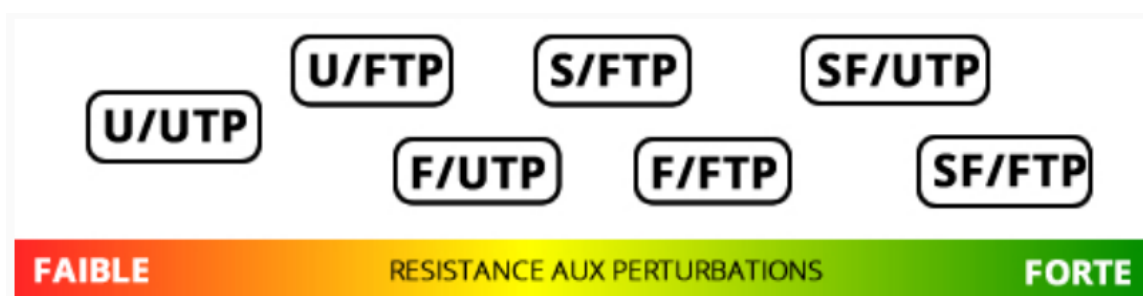 U/FTP S/FTP SF/UTP
U/UTP
F/UTP F/FTP SF/FTP
FAIBLE RESISTANCE AUX PERTURBATIONS FORTE